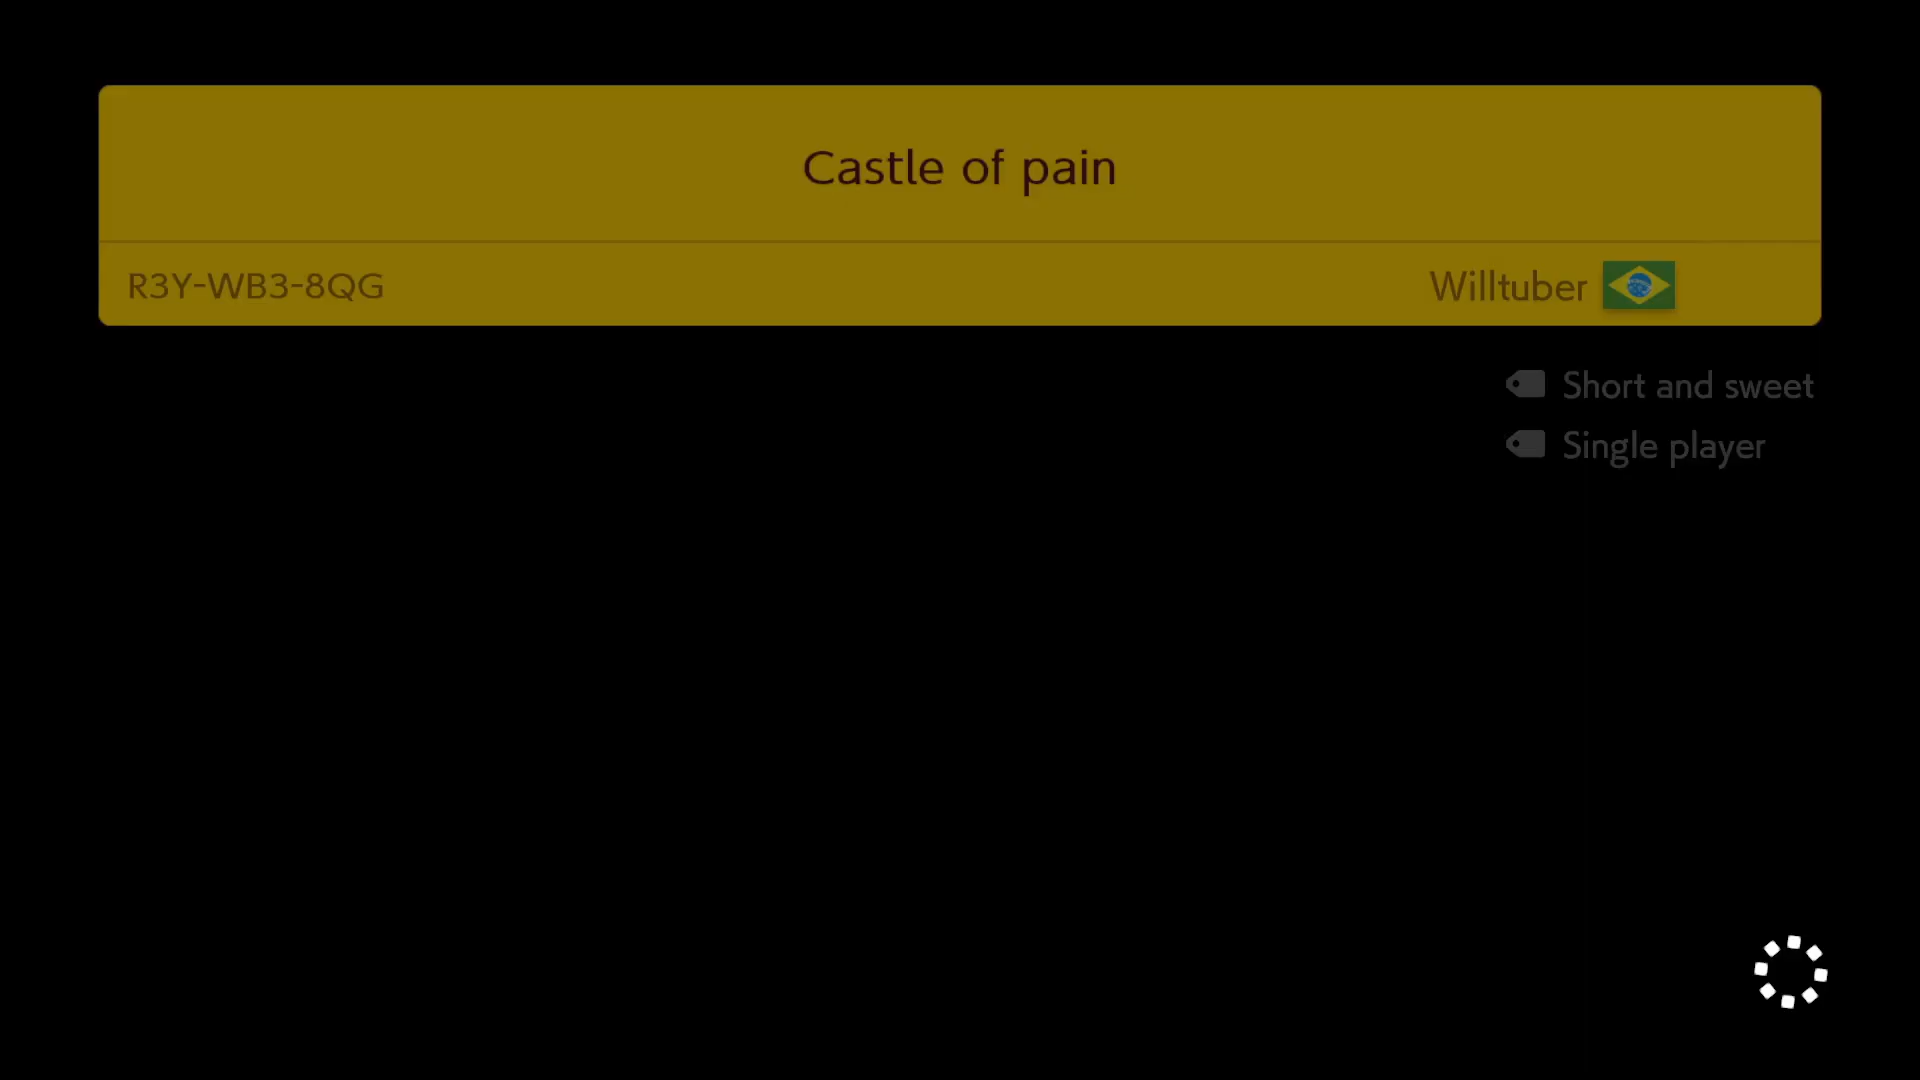 Castle of pain
R3Y-WB3-8QG
Willtuber
Short and sweet
Single player